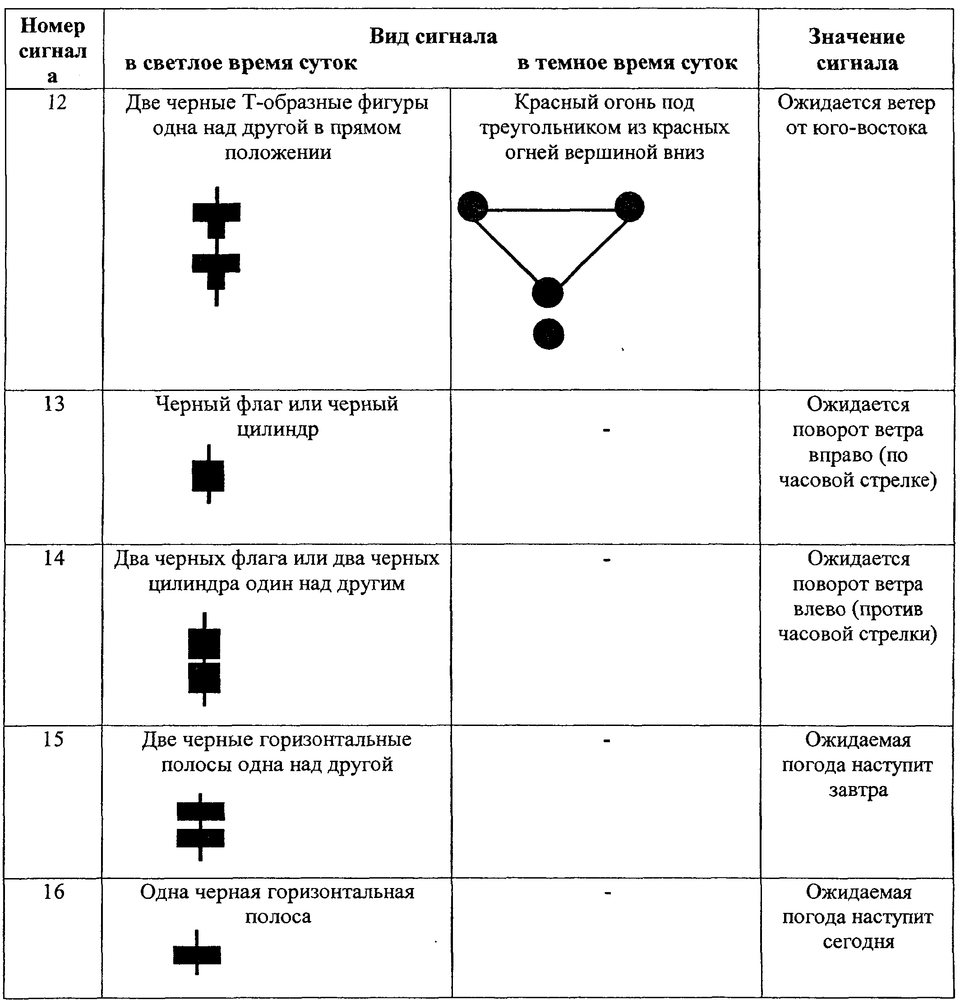 Номер
сигнал
а
Вид сигнала
в светлое время суток
в темное время суток
Значение
сигнала
12
Две черные Т-образные фигуры
одна над другой в прямом
положении
Красный огонь под
треугольником из красных
огней вершиной вниз
Ожидается ветер
от юго-востока
13
Черный флаг или черный
цилиндр
-
Ожидается
поворот ветра
вправо (по
часовой стрелке)
14
Два черных флага или два черных
цилиндра один над другим
-
Ожидается
поворот ветра
влево (против
часовой стрелки)
15
Две черные горизонтальные
полосы одна над другой
-
Ожидаемая
погода наступит
завтра
16
Одна черная горизонтальная
полоса
-
Ожидаемая
погода наступит
сегодня